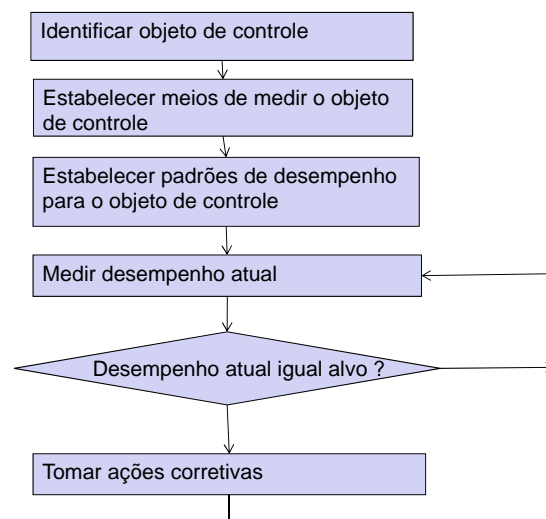 Identificar objeto de controle
Estabelecer meios de medir o objeto
de controle
Estabelecer padrões de desempenho
para o objeto de controle
Medir desempenho atual
Desempenho atual igual alvo ?
Tomar ações corretivas